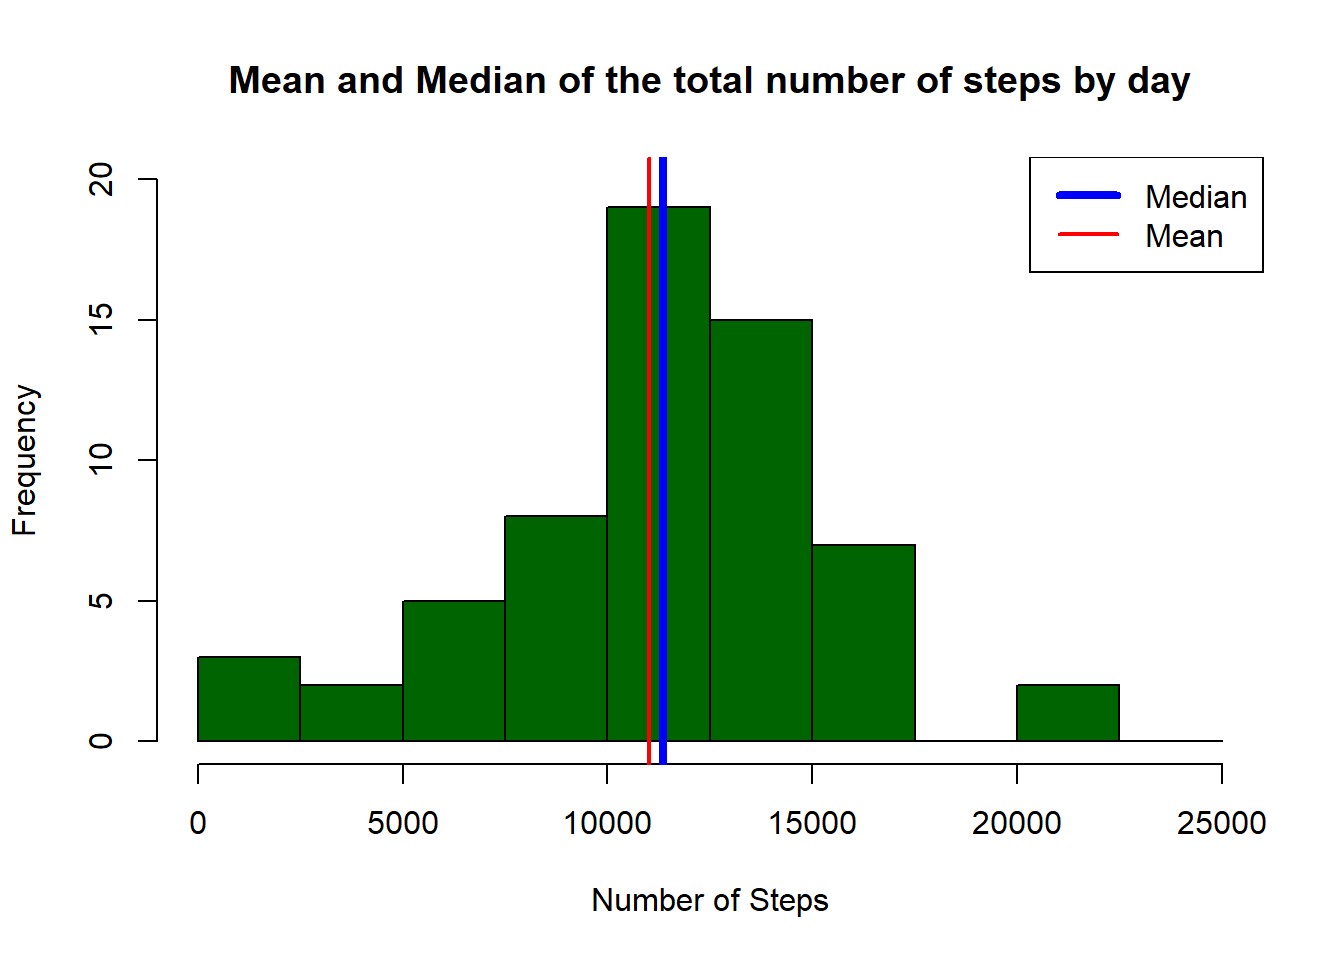 Mean and Median of the total number of steps by day
Median
Mean
Frequency
20
15
10
5
0
0 5000 10000 15000 20000 25000
Number of Steps